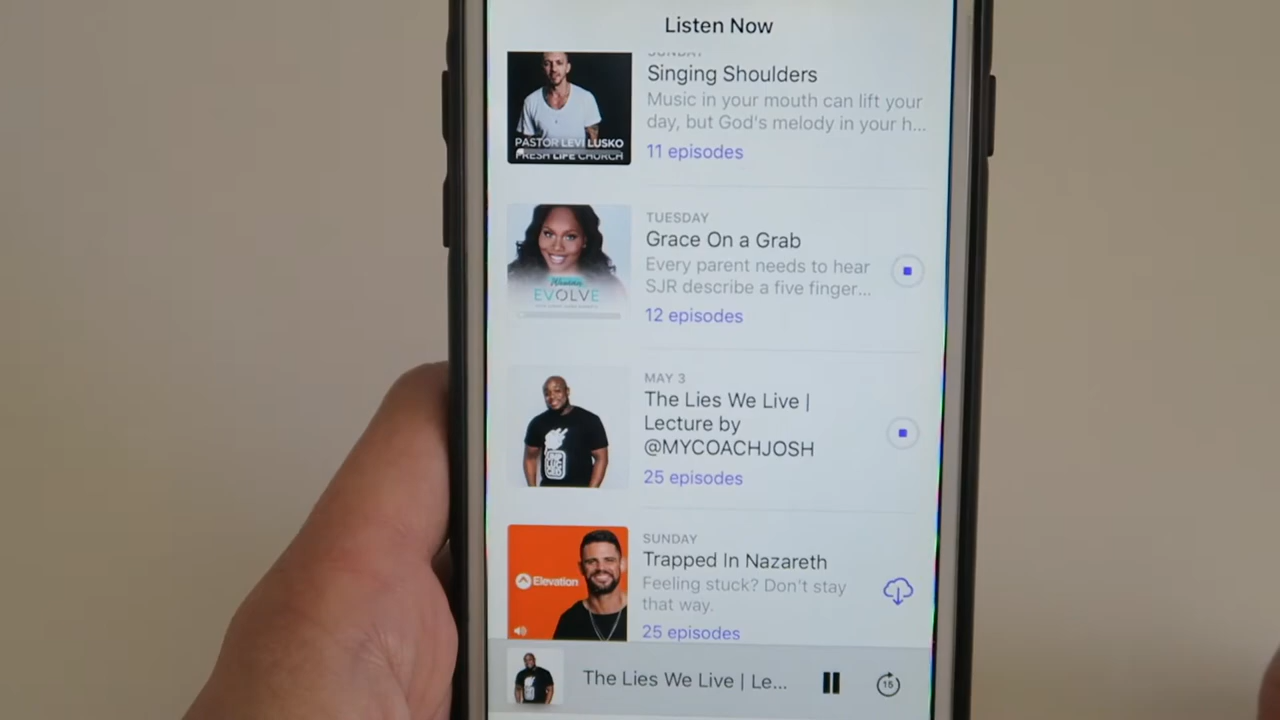 Listen Now
SUNDAY
Singing Shoulders
Music in your mouth can lift your
day, but God's melody in your h...
11 episodes
PASTOR LEVI LUSKO
FRESH LIFE CHURCH
TUESDAY
Grace On a Grab
Every parent needs to hear
SJR describe a five finger...
12 episodes
EVOLVE
MAY 3
The Lies We Live |
Lecture by
@MYCOACHJOSH
25 episodes
SUNDAY
Trapped In Nazareth
Feeling stuck? Don't stay
that way.
25 episodes
Elevation
The Lies We Live | Le...
15